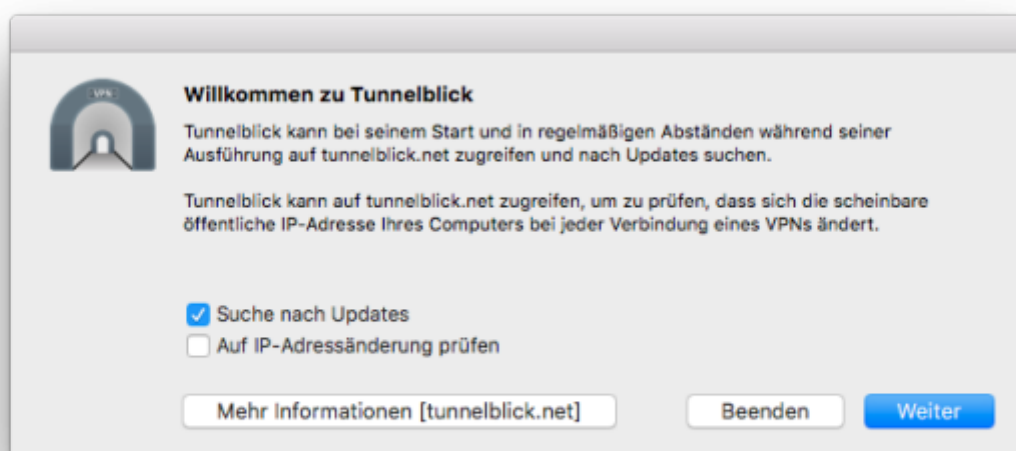 VPN
Willkommen zu Tunnelblick
Tunnelblick kann bei seinem Start und in regelmäßigen Abständen während seiner
Ausführung auf tunnelblick.net zugreifen und nach Updates suchen.
Tunnelblick kann auf tunnelblick.net zugreifen, um zu prüfen, dass sich die scheinbare
öffentliche IP-Adresse Ihres Computers bei jeder Verbindung eines VPNs ändert.
Suche nach Updates
Auf IP-Adressänderung prüfen
Mehr Informationen [tunnelblick.net]
Beenden
Weiter